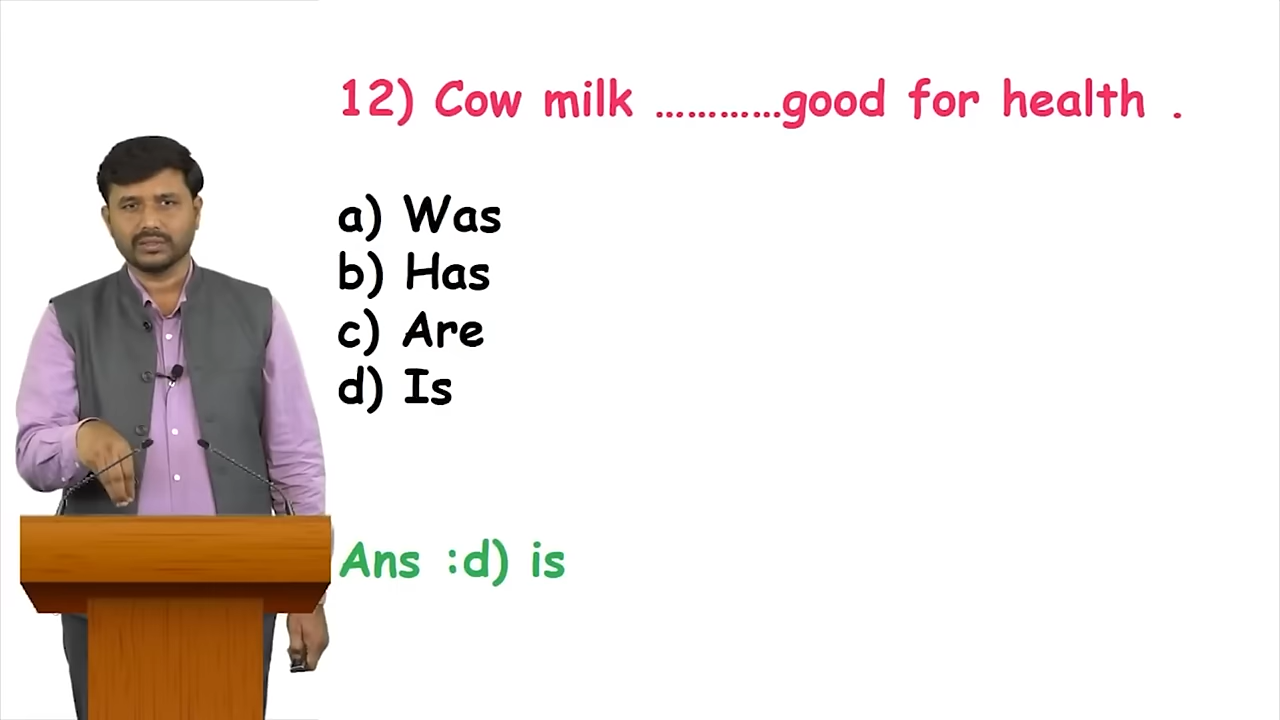 12) Cow milk ............good for health .
a) Was
b) Has
c) Are
d) Is
Ans :d) is